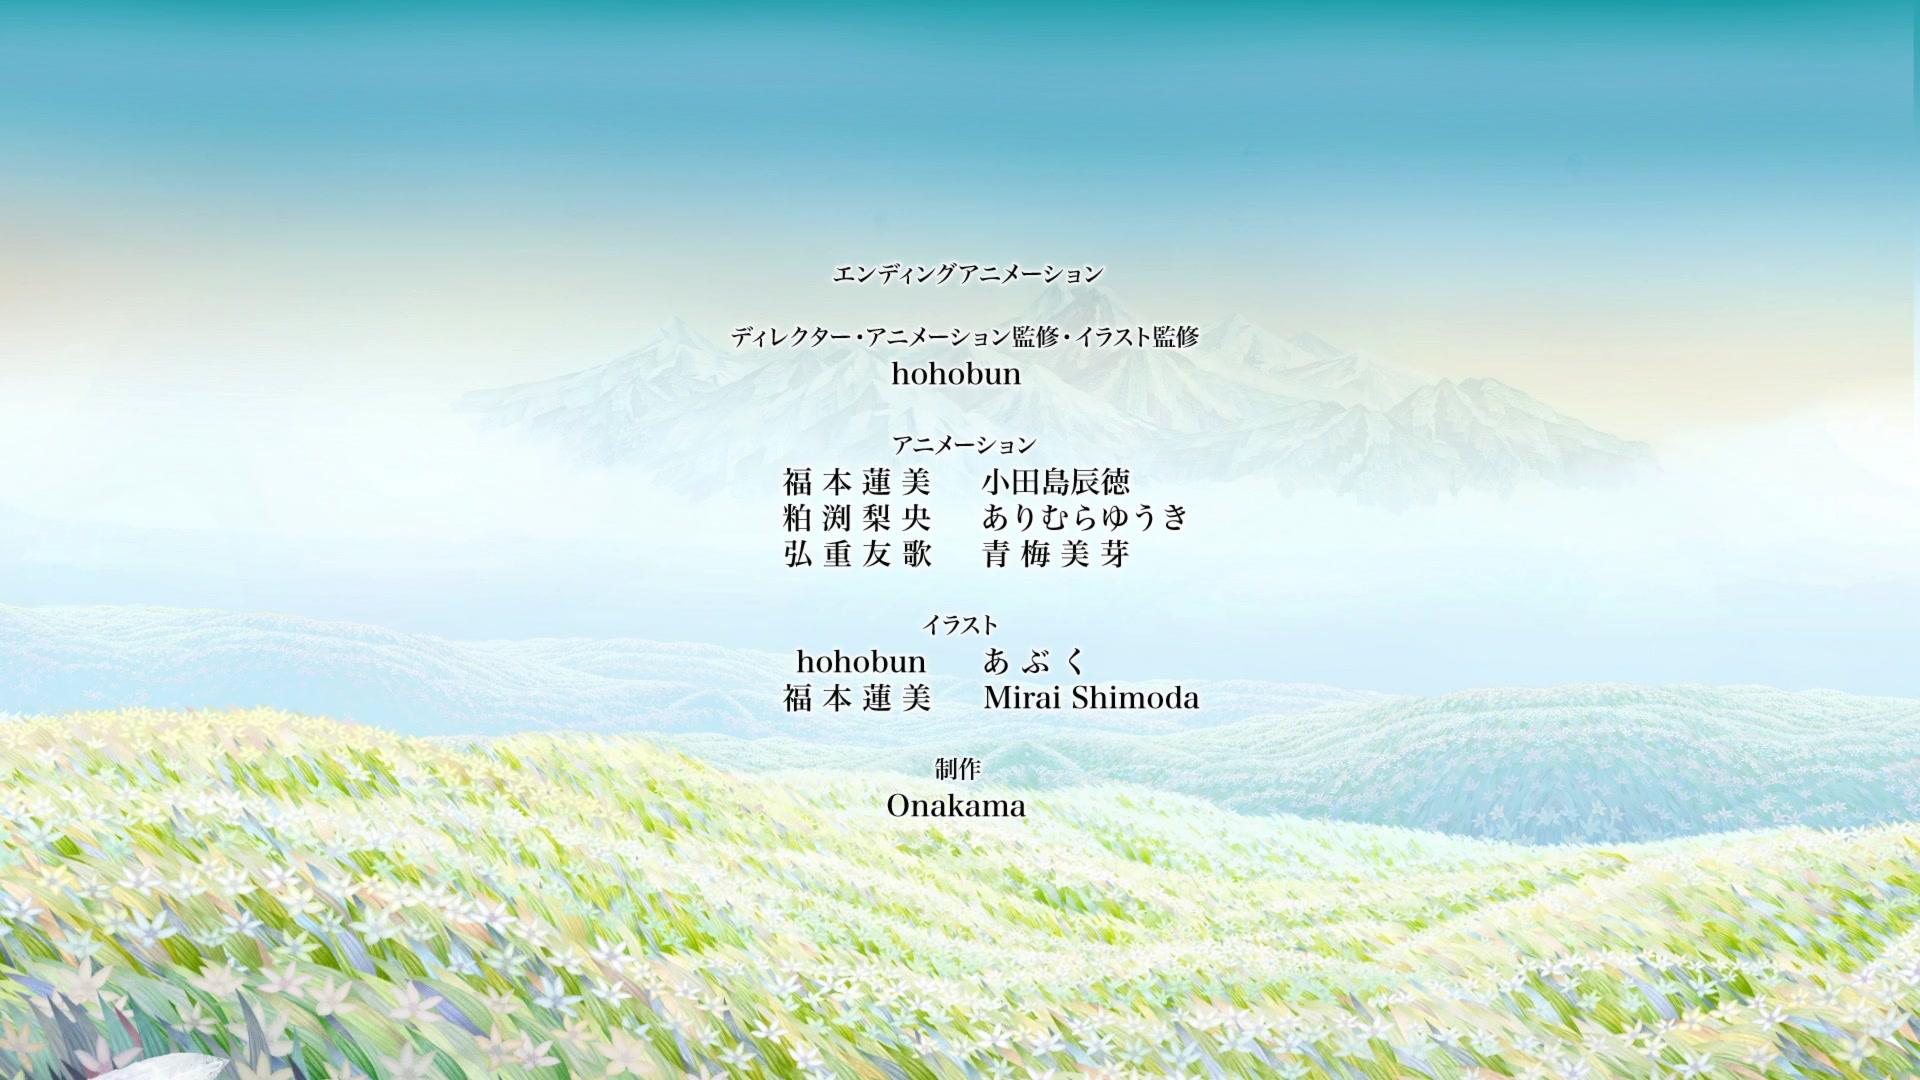 エンディングアニメーション
ディレクター・アニメーション監修・イラスト監修
hohobun
アニメーション
福本蓮美 小田島辰徳
粕渕梨央 ありむらゆうき
弘重友歌 青梅美芽
イラスト
hohobun あぶく
福本蓮美 Mirai Shimoda
制作
Onakama